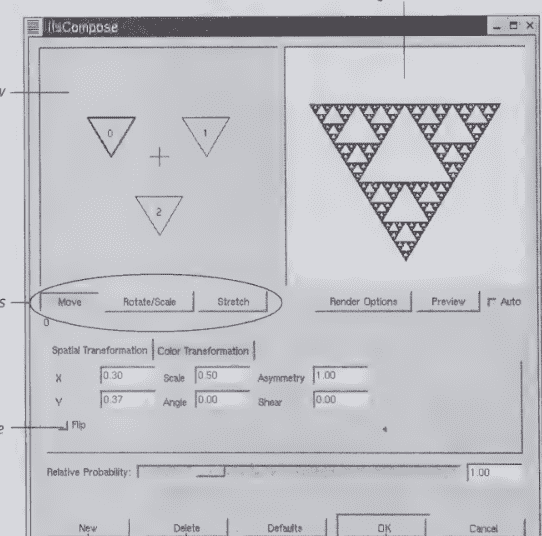 IfsCompose
0
1
2
Move Rotate/Scale Stretch
Render Options Preview Auto
0
Spatial Transformation Color Transformation
X 0.30 Scale 0.50 Asymmetry 1.00
Y 0.37 Angle 0.00 Shear 0.00
Flip
Relative Probability: 1.00
New Delete Defaults OK Cancel